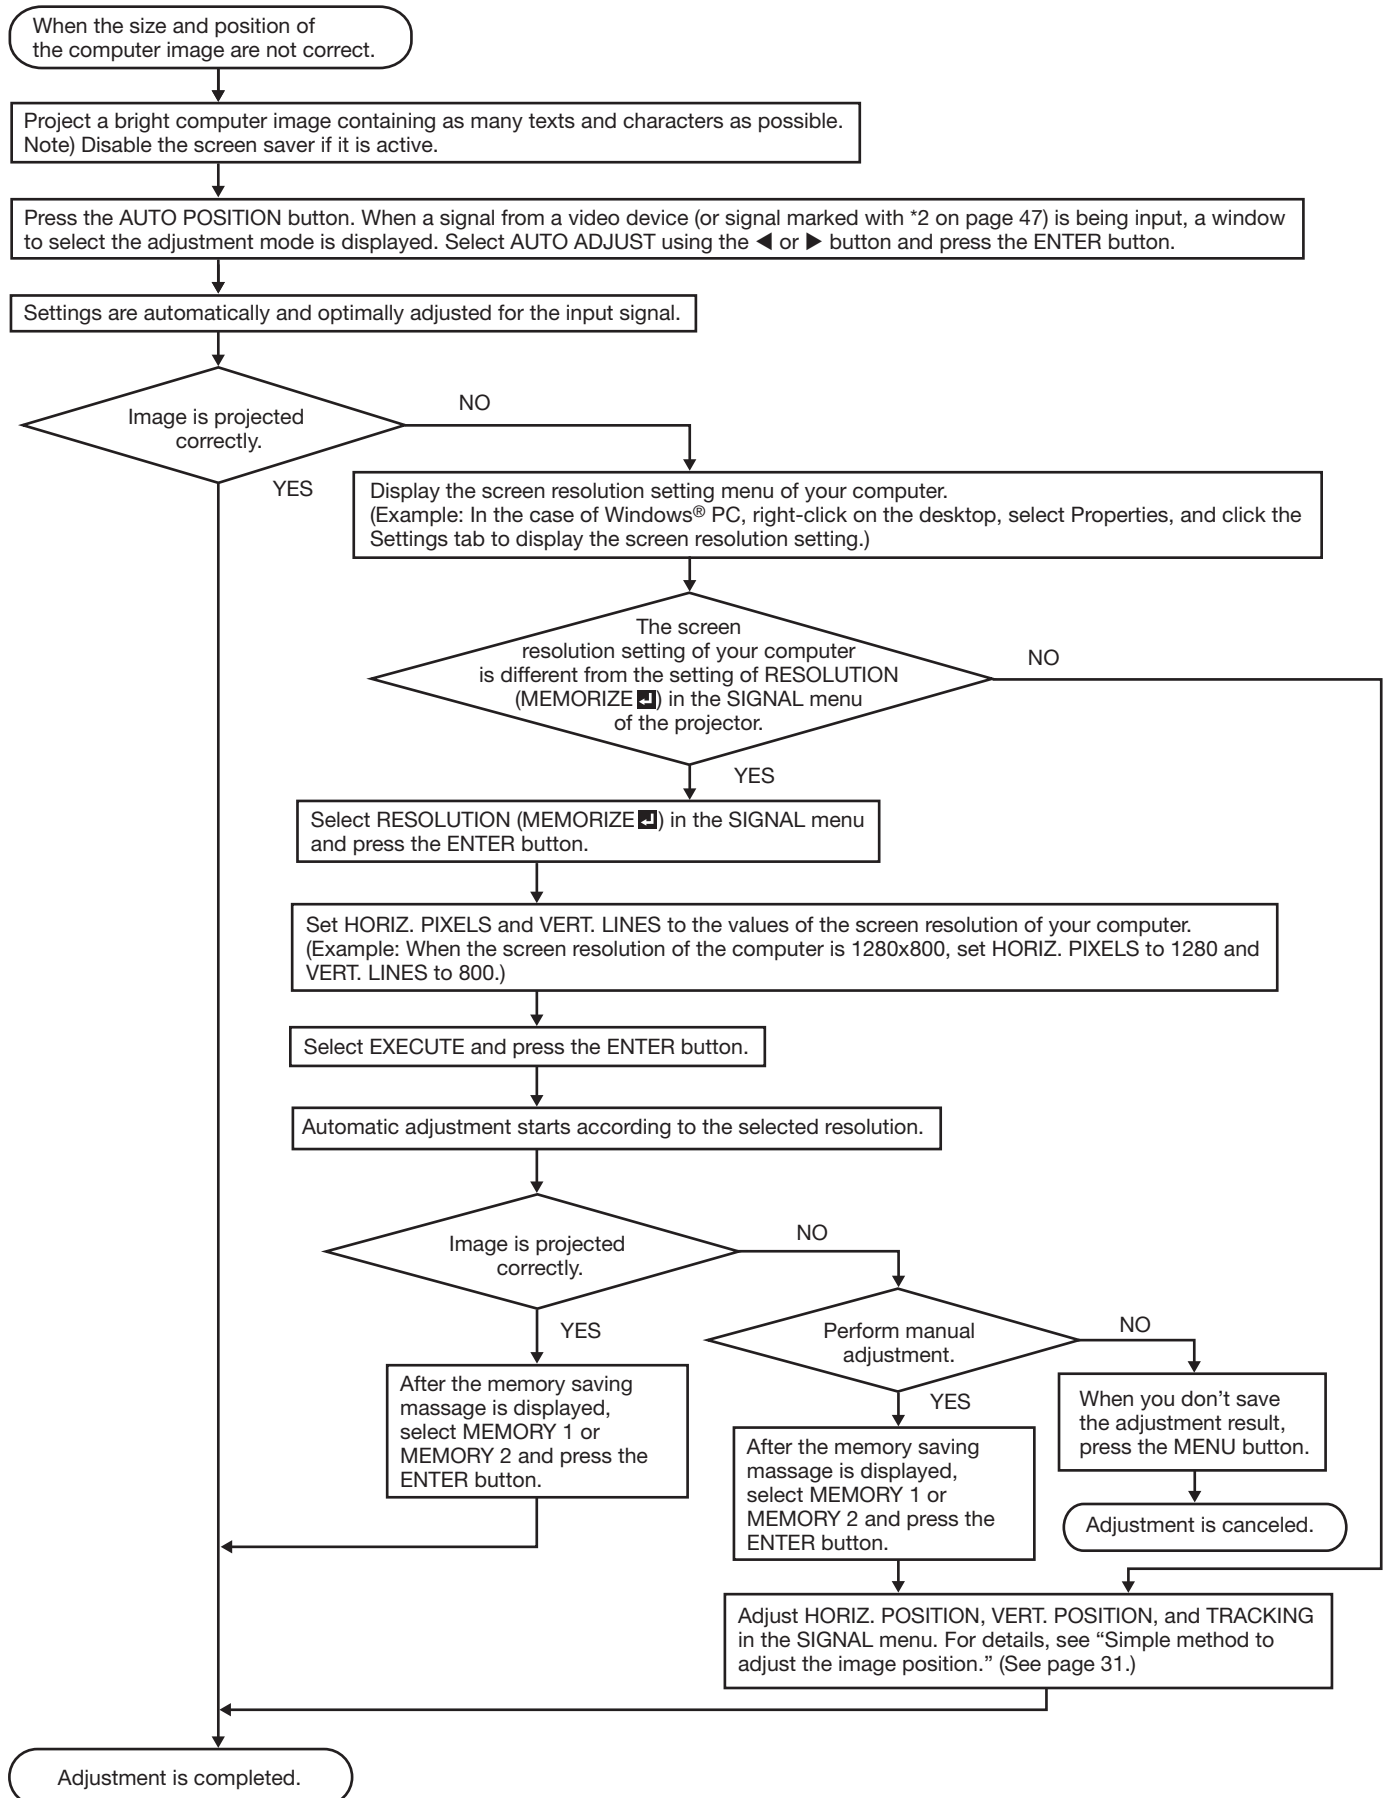 When the size and position of
the computer image are not correct.
Project a bright computer image containing as many texts and characters as possible.
Note) Disable the screen saver if it is active.
Press the AUTO POSITION button. When a signal from a video device (or signal marked with *2 on page 47) is being input, a window
to select the adjustment mode is displayed. Select AUTO ADJUST using the ◀ or ▶ button and press the ENTER button.
Settings are automatically and optimally adjusted for the input signal.
Image is projected
correctly.
NO
YES
Display the screen resolution setting menu of your computer.
(Example: In the case of Windows® PC, right-click on the desktop, select Properties, and click the
Settings tab to display the screen resolution setting.)
The screen
resolution setting of your computer
is different from the setting of RESOLUTION
(MEMORIZE ↵) in the SIGNAL menu
of the projector.
NO
YES
Select RESOLUTION (MEMORIZE ↵) in the SIGNAL menu
and press the ENTER button.
Set HORIZ. PIXELS and VERT. LINES to the values of the screen resolution of your computer.
(Example: When the screen resolution of the computer is 1280x800, set HORIZ. PIXELS to 1280 and
VERT. LINES to 800.)
Select EXECUTE and press the ENTER button.
Automatic adjustment starts according to the selected resolution.
Image is projected
correctly.
NO
YES
Perform manual
adjustment.
NO
YES
After the memory saving
massage is displayed,
select MEMORY 1 or
MEMORY 2 and press the
ENTER button.
After the memory saving
massage is displayed,
select MEMORY 1 or
MEMORY 2 and press the
ENTER button.
When you don't save
the adjustment result,
press the MENU button.
Adjustment is canceled.
Adjust HORIZ. POSITION, VERT. POSITION, and TRACKING
in the SIGNAL menu. For details, see “Simple method to
adjust the image position.” (See page 31.)
Adjustment is completed.